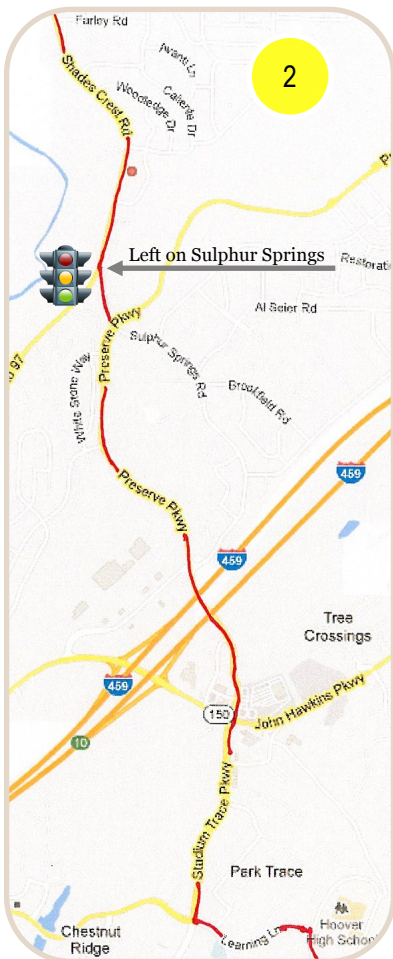 Farley Rd
2
Avanti Ln
Shades Crest Rd
Woodledge Dr
Caliente Dr
Left on Sulphur Springs
Restorati
Al Seier Rd
Preserve Pkwy
Sulphur Springs Rd
97
White Stone Way
Brookfield Rd
459
Preserve Pkwy
459
Tree
Crossings
459
150
John Hawkins Pkwy
10
Stadium Trace Pkwy
Park Trace
Chestnut
Ridge
Learning Ln
Hoover
High School